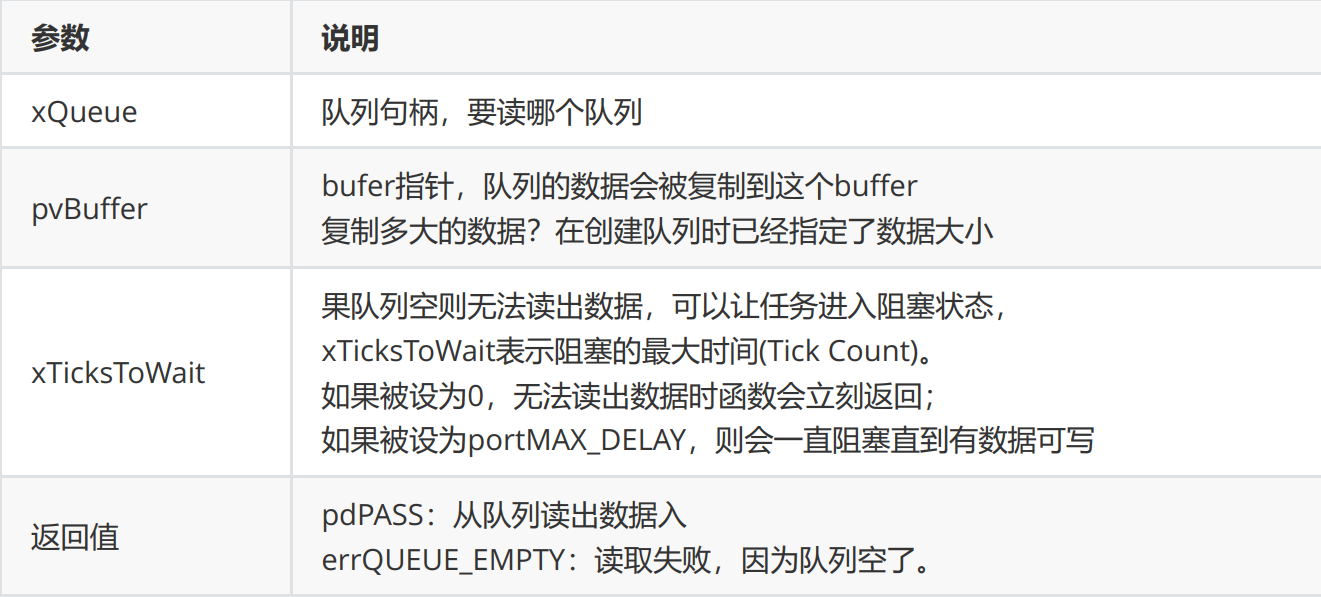 参数
说明
xQueue
队列句柄，要读哪个队列
pvBuffer
bufer指针，队列的数据会被复制到这个buffer
复制多大的数据？在创建队列时已经指定了数据大小
xTicksToWait
果队列空则无法读出数据，可以让任务进入阻塞状态，
xTicksToWait表示阻塞的最大时间(Tick Count)。
如果被设为0，无法读出数据时函数会立刻返回；
如果被设为portMAX_DELAY，则会一直阻塞直到有数据可写
返回值
pdPASS：从队列读出数据入
errQUEUE_EMPTY：读取失败，因为队列空了。